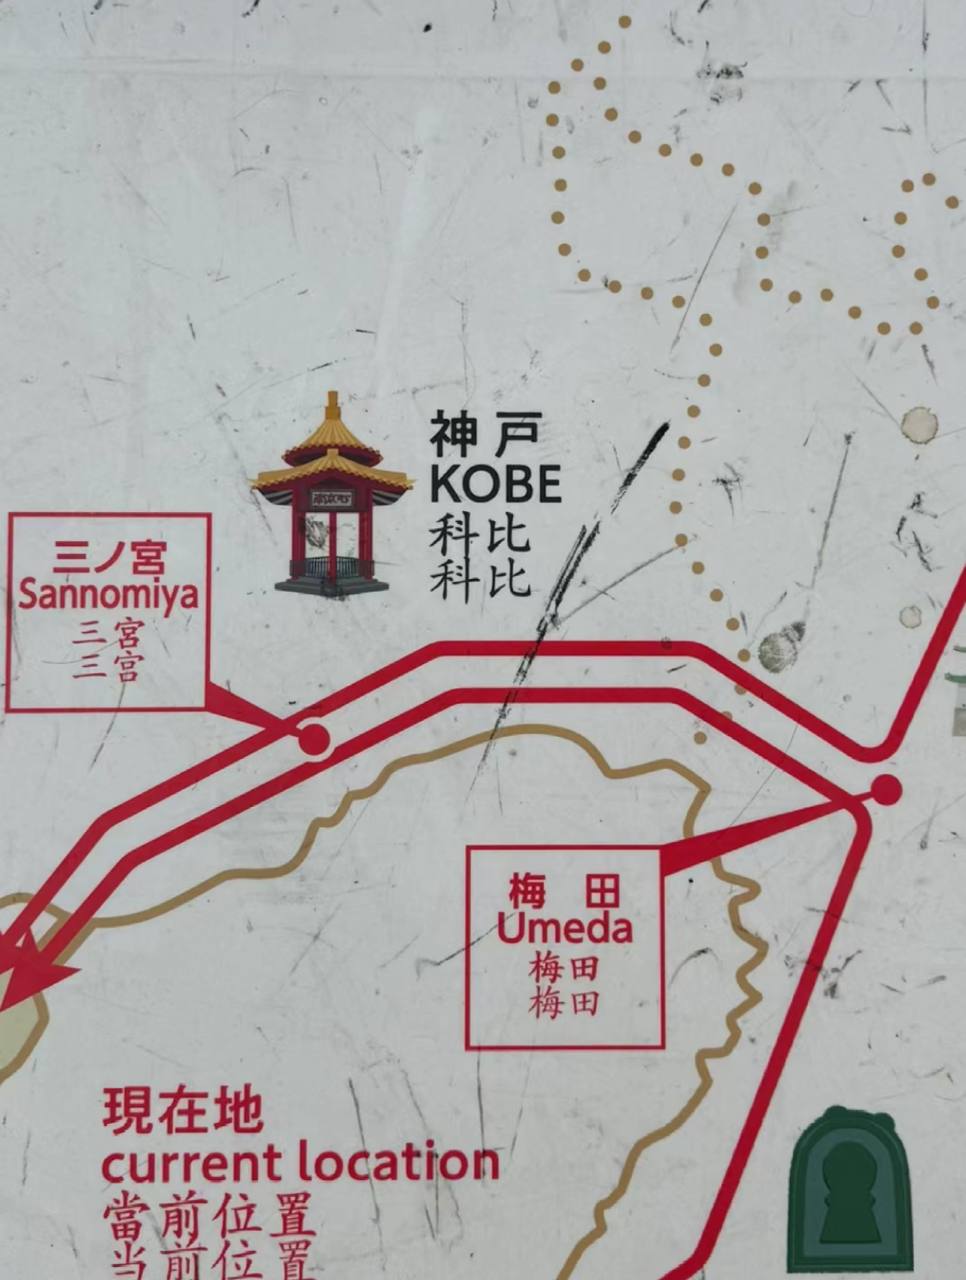 神戸
KOBE
科比
科比
三ノ宮
Sannomiya
三宮
三宫
梅 田
Umeda
梅田
梅田
現在地
current location
當前位置
当前位置